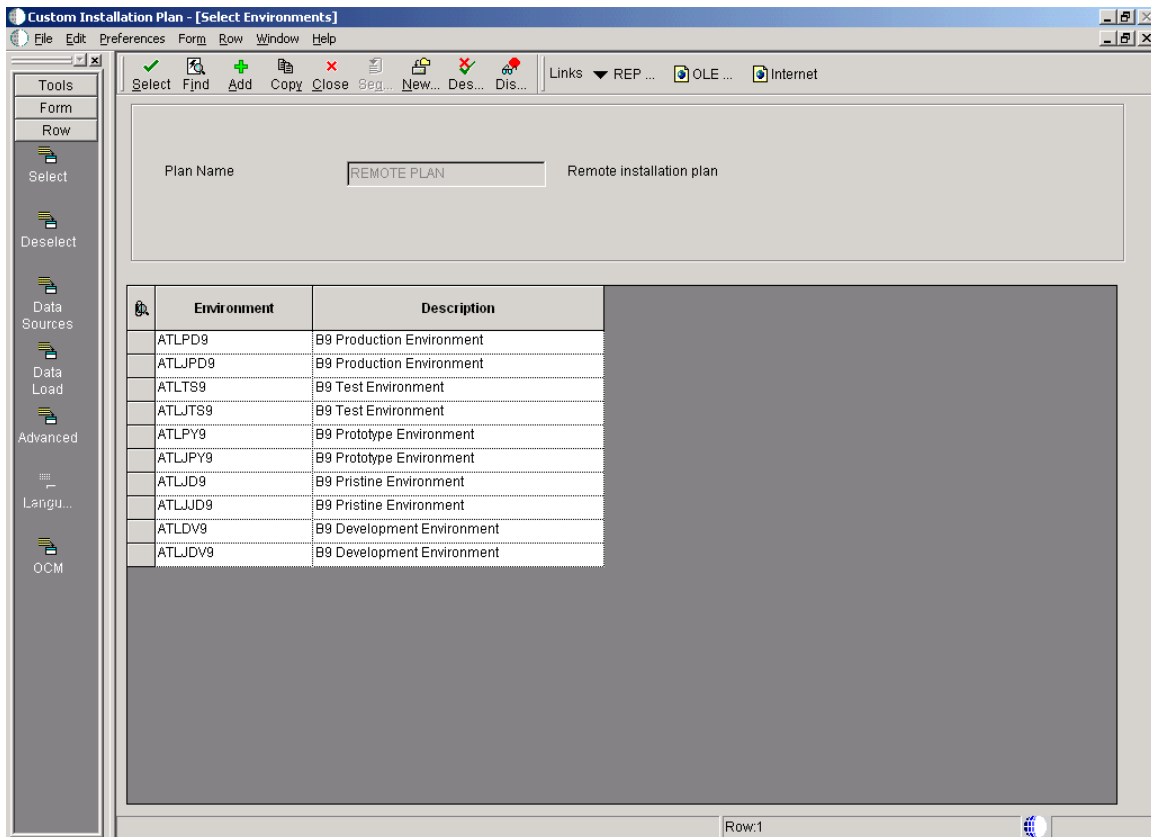 Custom Installation Plan - [Select Environments]
File Edit Preferences Form Row Window Help
Tools
Form
Row
Select
Deselect
Data
Sources
Data
Load
Advanced
Langu...
OCM
Select Find Add Copy Close Seq... New... Des... Dis...
Links REP ... OLE ... Internet
Plan Name REMOTE PLAN Remote installation plan
Environment Description
ATLPD9 B9 Production Environment
ATLJPD9 B9 Production Environment
ATLTS9 B9 Test Environment
ATLJTS9 B9 Test Environment
ATLPY9 B9 Prototype Environment
ATLJPY9 B9 Prototype Environment
ATLJD9 B9 Pristine Environment
ATLJJD9 B9 Pristine Environment
ATLDV9 B9 Development Environment
ATLJDV9 B9 Development Environment
Row:1